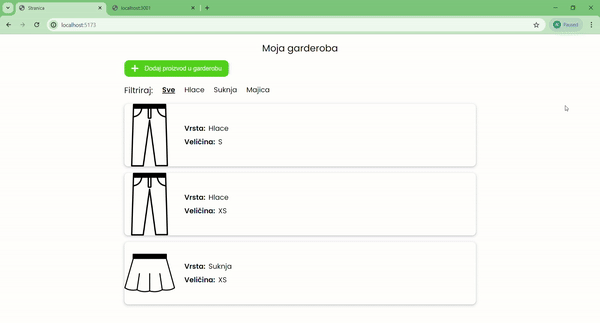 Stranica
localhost:3001
localhost:5173
Paused
Moja garderoba
Dodaj proizvod u garderobu
Filtriraj: Sve Hlace Suknja Majica
Vrsta: Hlace
Veličina: S
Vrsta: Hlace
Veličina: XS
Vrsta: Suknja
Veličina: XS